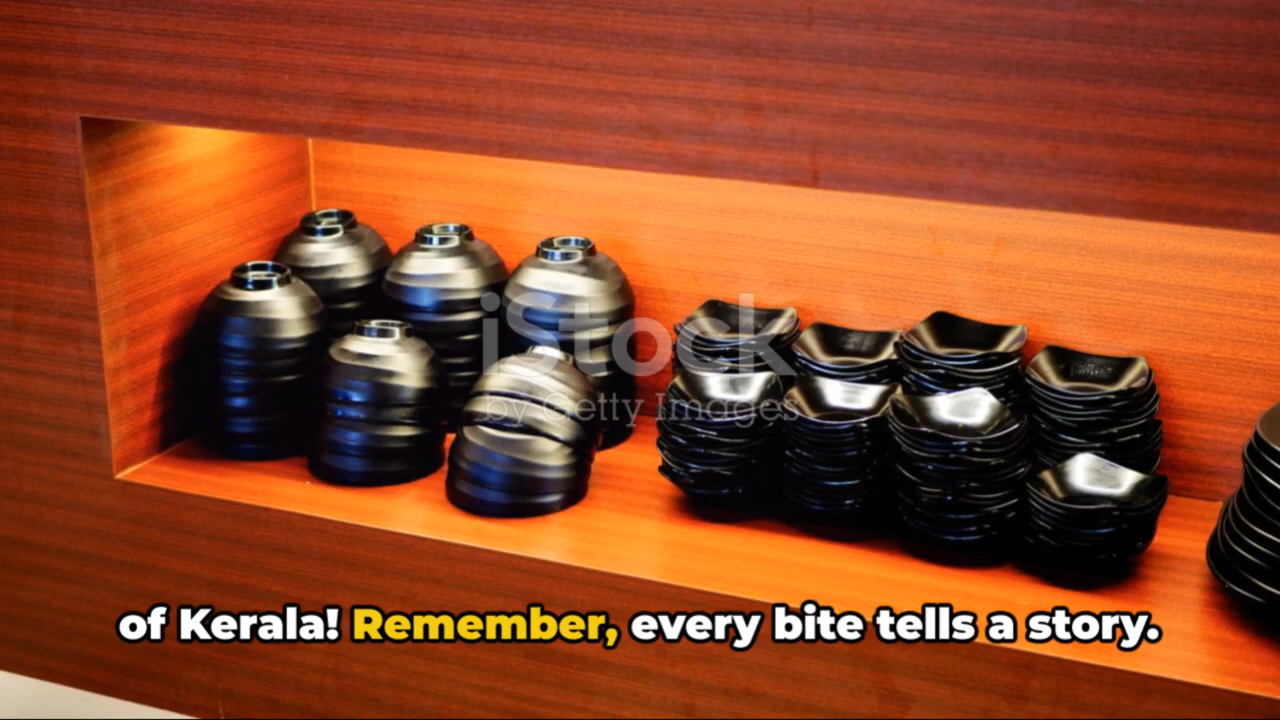 iStock
by Getty Images
of Kerala! Remember, every bite tells a story.